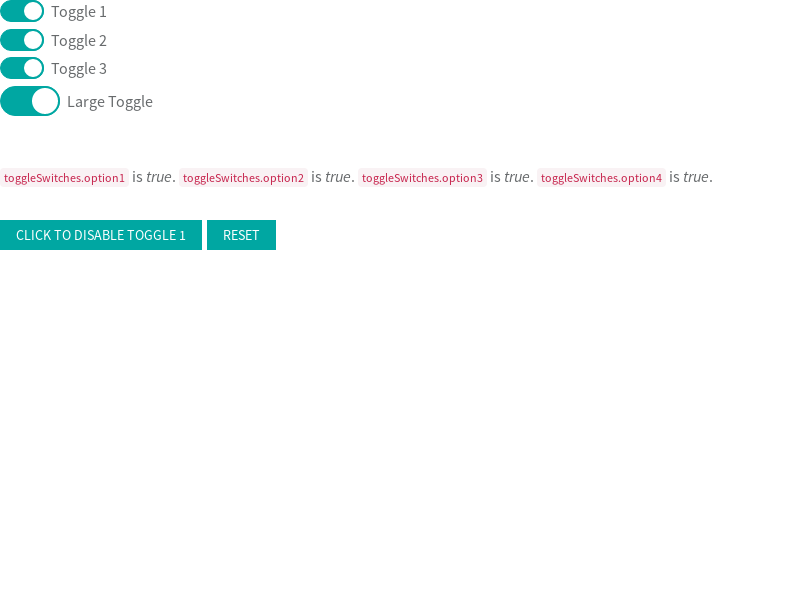 Toggle 1
Toggle 2
Toggle 3
Large Toggle
toggleSwitches.option1 is true. toggleSwitches.option2 is true. toggleSwitches.option3 is true. toggleSwitches.option4 is true.
CLICK TO DISABLE TOGGLE 1 RESET